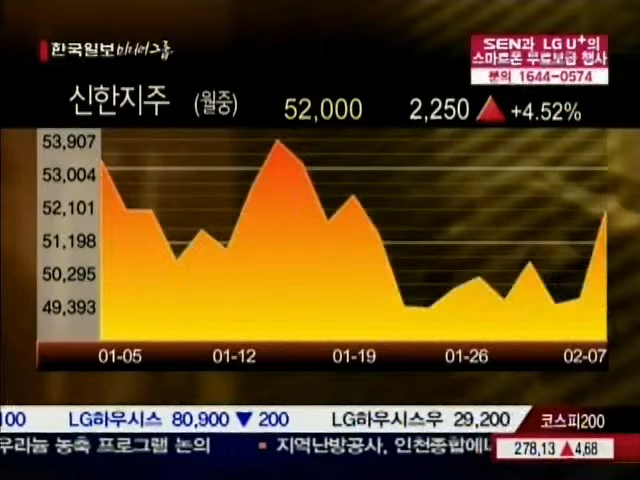 한국일보 미디어그룹
SEN과 LG U+의
스마트폰 무료보급 행사
문의 1644-0574
신한지주 (월중) 52,000 2,250 ▲ +4.52%
53,907
53,004
52,101
51,198
50,295
49,393
01-05 01-12 01-19 01-26 02-07
100 LG하우시스 80,900 ▼ 200 LG하우시스우 29,200 코스피200
우리늄 농축 프로그램 논의 ▪ 지역난방공사, 인천종합에너 278,13 ▲ 4,68